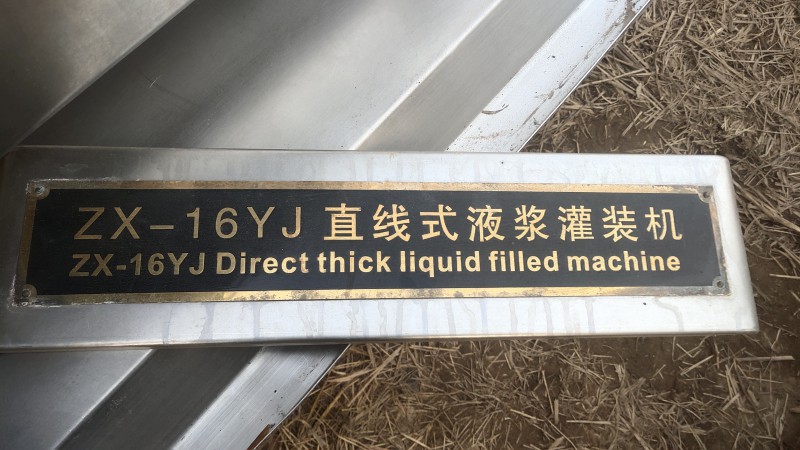 ZX-16YJ 直线式液浆灌装机
ZX-16YJ Direct thick liquid filled machine